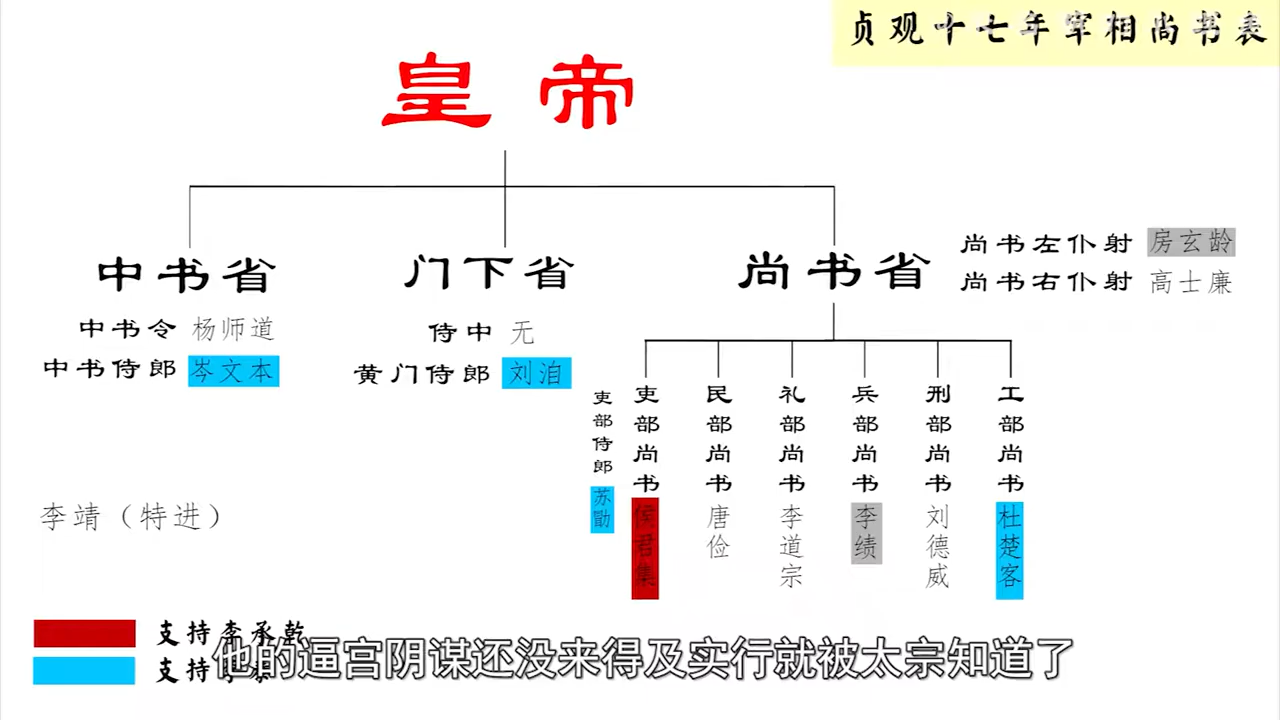 贞观十七年宰相尚书表
皇帝
中书省
中书令 杨师道
中书侍郎 岑文本
门下省
侍中 无
黄门侍郎 刘洎
尚书省
尚书左仆射 房玄龄
尚书右仆射 高士廉
吏部侍郎 苏勖
吏部尚书 侯君集
民部尚书 唐俭
礼部尚书 李道宗
兵部尚书 李绩
刑部尚书 刘德威
工部尚书 杜楚客
李靖（特进）
支持李承乾
支持
他的逼宫阴谋还没来得及实行就被太宗知道了